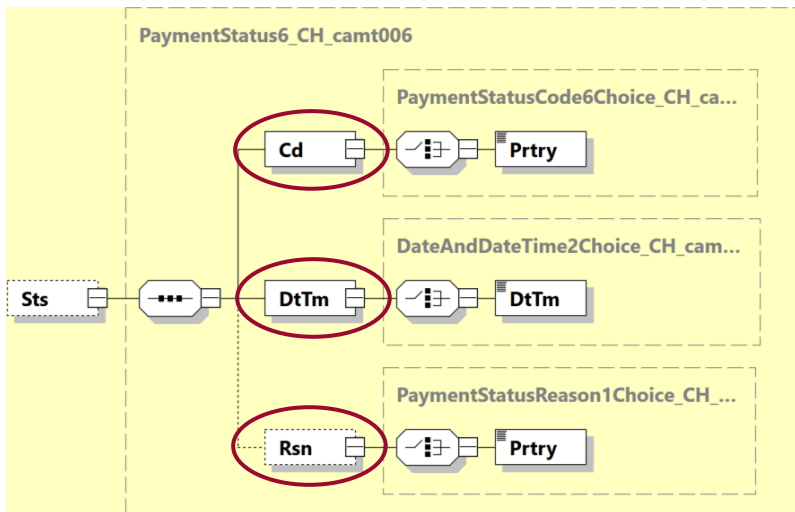 PaymentStatus6_CH_camt006
PaymentStatusCode6Choice_CH_ca...
Cd
Prtry
DateAndDateTime2Choice_CH_cam...
Sts
DtTm
DtTm
PaymentStatusReason1Choice_CH_...
Rsn
Prtry